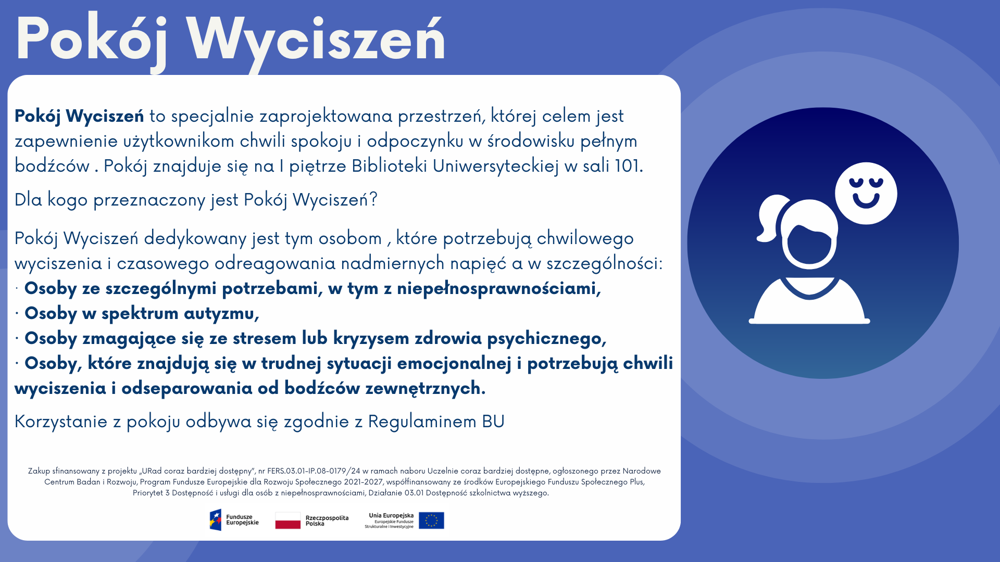 Pokój Wyciszeń
Pokój Wyciszeń to specjalnie zaprojektowana przestrzeń, której celem jest
zapewnienie użytkownikom chwili spokoju i odpoczynku w środowisku pełnym
bodźców . Pokój znajduje się na I piętrze Biblioteki Uniwersyteckiej w sali 101.
Dla kogo przeznaczony jest Pokój Wyciszeń?
Pokój Wyciszeń dedykowany jest tym osobom , które potrzebują chwilowego
wyciszenia i czasowego odreagowania nadmiernych napięć a w szczególności:
· Osoby ze szczególnymi potrzebami, w tym z niepełnosprawnościami,
· Osoby w spektrum autyzmu,
· Osoby zmagające się ze stresem lub kryzysem zdrowia psychicznego,
· Osoby, które znajdują się w trudnej sytuacji emocjonalnej i potrzebują chwili
wyciszenia i odseparowania od bodźców zewnętrznych.
Korzystanie z pokoju odbywa się zgodnie z Regulaminem BU
Zakup sfinansowany z projektu „URad coraz bardziej dostępny”, nr FERS.03.01-IP.08-0179/24 w ramach naboru Uczelnie coraz bardziej dostępne, ogłoszonego przez Narodowe
Centrum Badan i Rozwoju, Program Fundusze Europejskie dla Rozwoju Społecznego 2021-2027, współfinansowany ze środków Europejskiego Funduszu Społecznego Plus,
Priorytet 3 Dostępność i usługi dla osób z niepełnosprawnościami, Działanie 03.01 Dostępność szkolnictwa wyższego.
Fundusze
Europejskie
Rzeczpospolita
Polska
Unia Europejska
Europejskie Fundusze
Strukturalne i Inwestycyjne